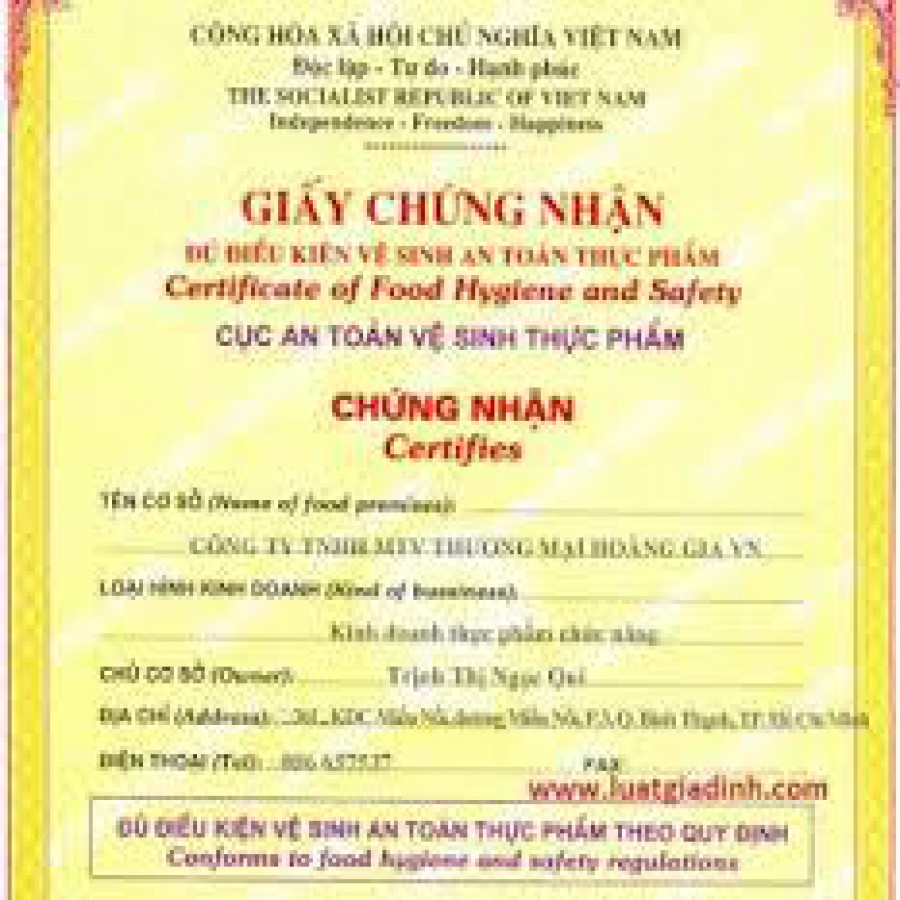 CỘNG HÒA XÃ HỘI CHỦ NGHĨA VIỆT NAM
Độc lập - Tự do - Hạnh phúc
THE SOCIALIST REPUBLIC OF VIET NAM
Independence - Freedom - Happiness
GIẤY CHỨNG NHẬN
ĐỦ ĐIỀU KIỆN VỆ SINH AN TOÀN THỰC PHẨM
Certificate of Food Hygiene and Safety
CỤC AN TOÀN VỆ SINH THỰC PHẨM
CHỨNG NHẬN
Certifies
TÊN CƠ SỞ (Name of food premises):
CÔNG TY TNHH MTV THƯƠNG MẠI HOÀNG GIA VN
LOẠI HÌNH KINH DOANH (Kind of bussiness)
Kinh doanh thực phẩm chức năng
CHỦ CƠ SỞ (Owner): Trịnh Thị Ngọc Quí
ĐỊA CHỈ (Address): KDC Miếu Nổi, đường Miếu Nổi, P.3, Q. Bình Thạnh, TP. Hồ Chí Minh
ĐIỆN THOẠI (Tel): FAX
www.luatgiadinh.com
ĐỦ ĐIỀU KIỆN VỆ SINH AN TOÀN THỰC PHẨM THEO QUY ĐỊNH
Conforms to food hygiene and safety regulations